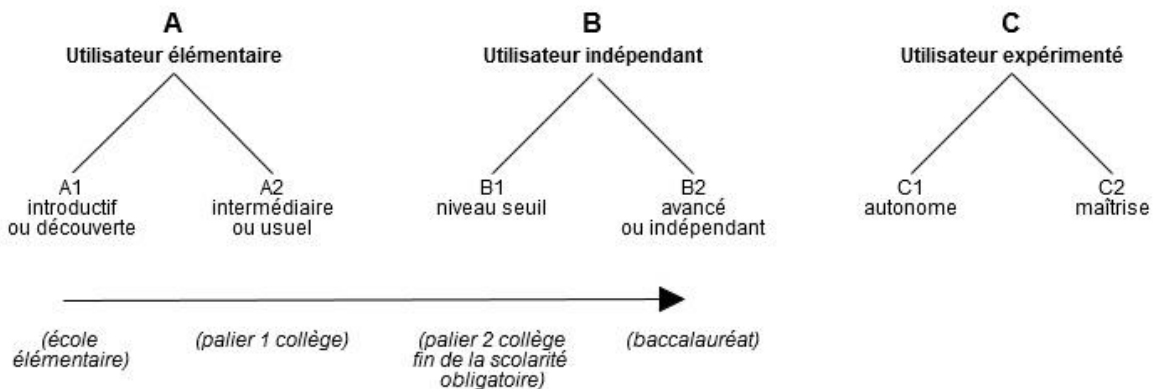 A
Utilisateur élémentaire
B
Utilisateur indépendant
C
Utilisateur expérimenté
A1
introductif
ou découverte
A2
intermédiaire
ou usuel
B1
niveau seuil
B2
avancé
ou indépendant
C1
autonome
C2
maîtrise
(école
élémentaire)
(palier 1 collège)
(palier 2 collège
fin de la scolarité
obligatoire)
(baccalauréat)